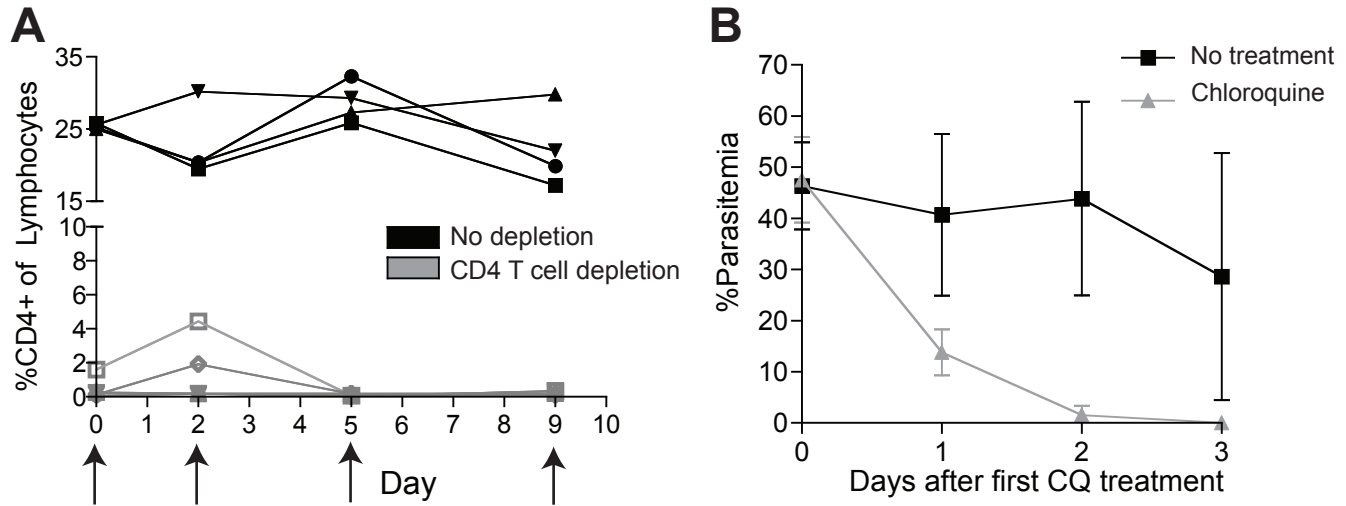 A
%CD4+ of Lymphocytes
35
25
15
10
8
6
4
2
0
No depletion
CD4 T cell depletion
0 1 2 3 4 5 6 7 8 9 10
Day
B
%Parasitemia
70
60
50
40
30
20
10
0
No treatment
Chloroquine
0 1 2 3
Days after first CQ treatment